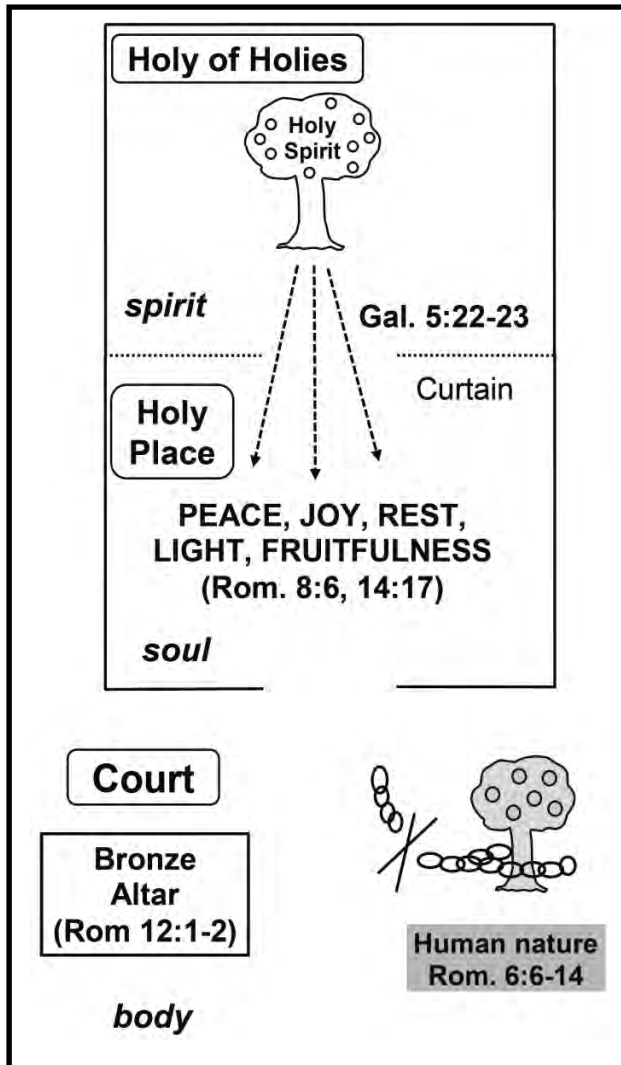 Holy of Holies
Holy
Spirit
spirit
Gal. 5:22-23
Curtain
Holy
Place
PEACE, JOY, REST,
LIGHT, FRUITFULNESS
(Rom. 8:6, 14:17)
soul
Court
Bronze
Altar
(Rom 12:1-2)
Human nature
Rom. 6:6-14
body